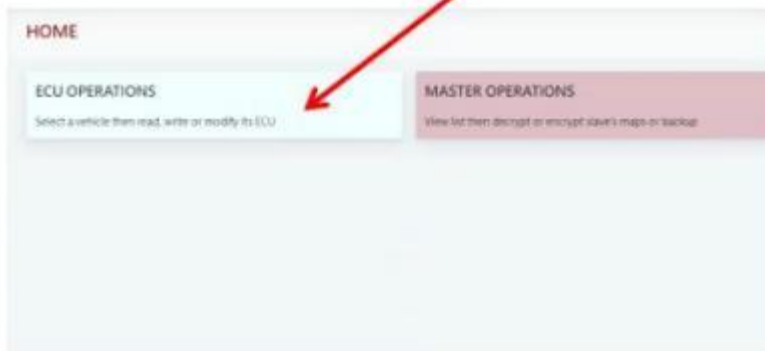 HOME
ECU OPERATIONS
Select a vehicle then read, write or modify its ECU
MASTER OPERATIONS
View list then decrypt or encrypt slave's maps or backup